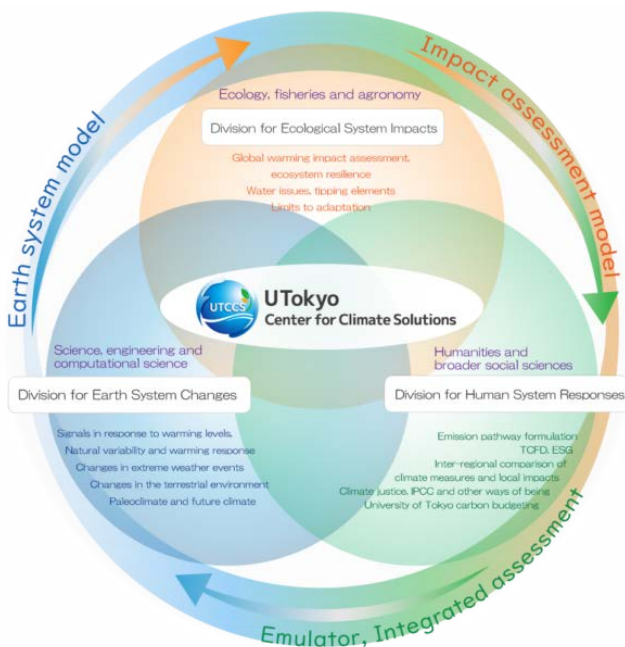 Earth system model
Impact assessment model
Ecology, fisheries and agronomy
Division for Ecological System Impacts
Global warming impact assessment,
ecosystem resilience
Water issues, tipping elements
Limits to adaptation
UTCCS
UTokyo
Center for Climate Solutions
Science, engineering and
computational science
Division for Earth System Changes
Signals in response to warming levels,
Natural variability and warming response
Changes in extreme weather events
Changes in the terrestrial environment
Paleoclimate and future climate
Humanities and
broader social sciences
Division for Human System Responses
Emission pathway formulation
TCFD, ESG
Inter-regional comparison of
climate measures and local impacts
Climate justice, IPCC and other ways of being
University of Tokyo carbon budgeting
Emulator, Integrated assessment